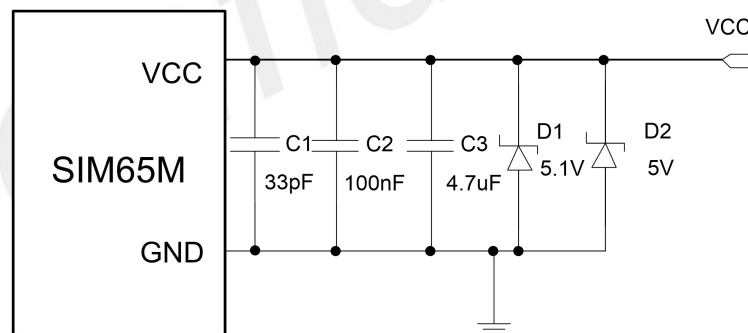 VCC
VCC
SIM65M
C1
33pF
C2
100nF
C3
4.7uF
D1
5.1V
D2
5V
GND